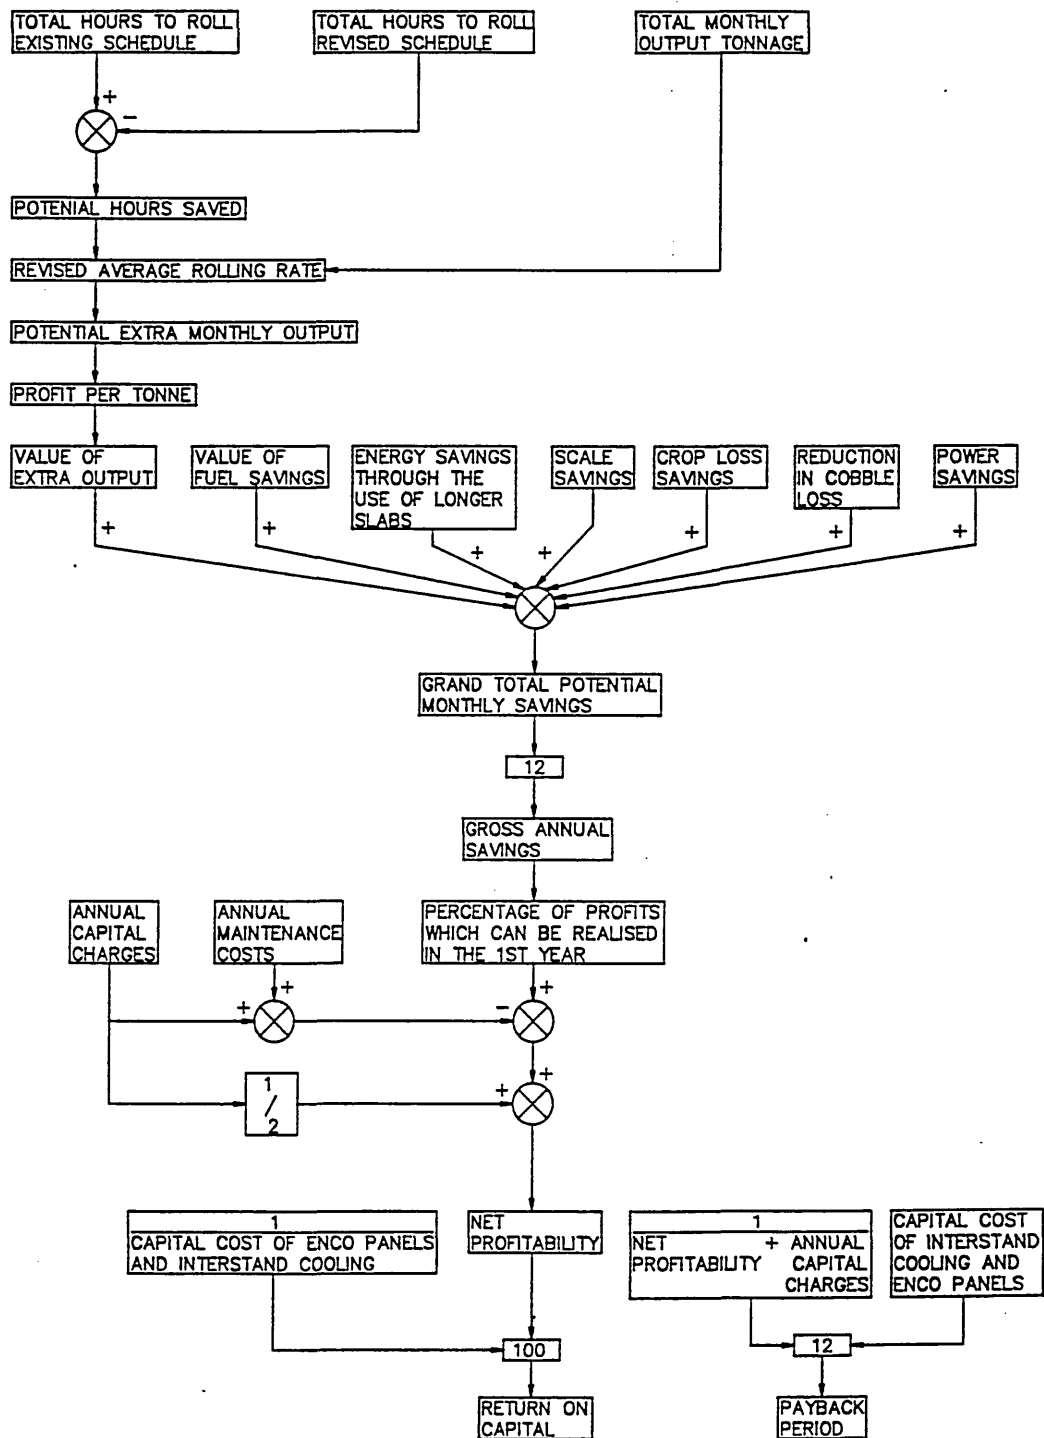 TOTAL HOURS TO ROLL
EXISTING SCHEDULE
TOTAL HOURS TO ROLL
REVISED SCHEDULE
TOTAL MONTHLY
OUTPUT TONNAGE
+
-
POTENIAL HOURS SAVED
REVISED AVERAGE ROLLING RATE
POTENTIAL EXTRA MONTHLY OUTPUT
PROFIT PER TONNE
VALUE OF
EXTRA OUTPUT
VALUE OF
FUEL SAVINGS
ENERGY SAVINGS
THROUGH THE
USE OF LONGER
SLABS
SCALE
SAVINGS
CROP LOSS
SAVINGS
REDUCTION
IN COBBLE
LOSS
POWER
SAVINGS
+ + + + + + +
GRAND TOTAL POTENTIAL
MONTHLY SAVINGS
12
GROSS ANNUAL
SAVINGS
ANNUAL
CAPITAL
CHARGES
ANNUAL
MAINTENANCE
COSTS
PERCENTAGE OF PROFITS
WHICH CAN BE REALISED
IN THE 1ST YEAR
+ + - +
1
/
2
+ +
1
CAPITAL COST OF ENCO PANELS
AND INTERSTAND COOLING
NET
PROFITABILITY
1
NET + ANNUAL
PROFITABILITY CAPITAL
CHARGES
CAPITAL COST
OF INTERSTAND
COOLING AND
ENCO PANELS
100
12
RETURN ON
CAPITAL
PAYBACK
PERIOD